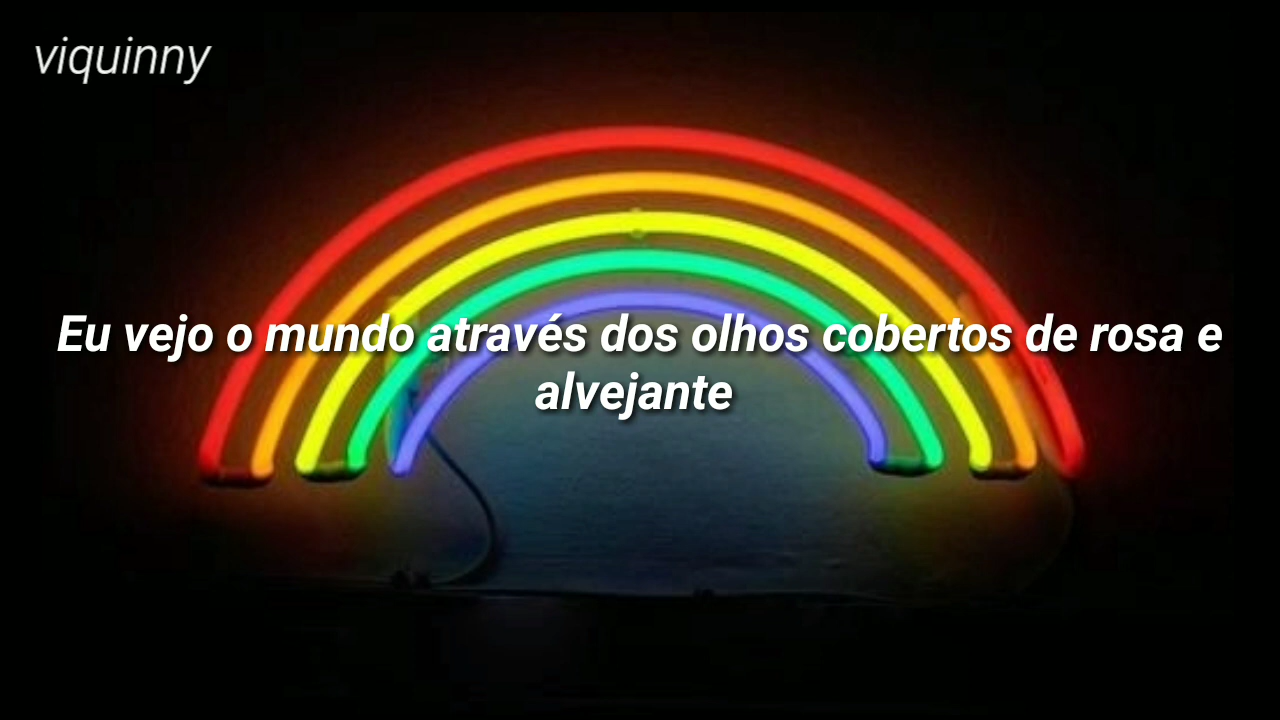 viquinny
Eu vejo o mundo através dos olhos cobertos de rosa e
alvejante